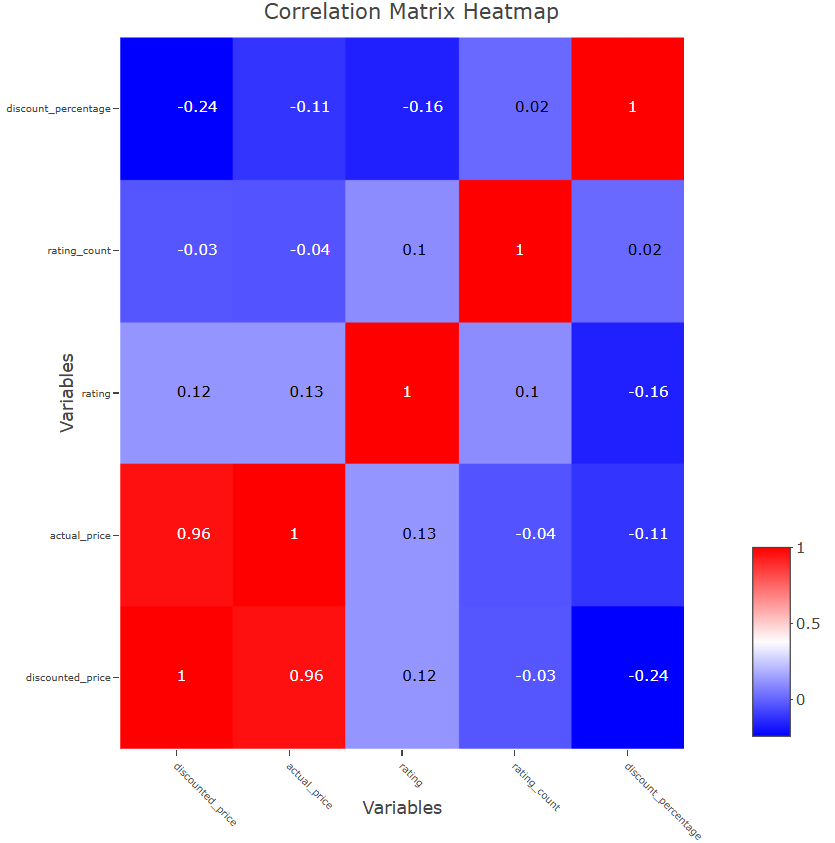 Correlation Matrix Heatmap
discount_percentage -0.24 -0.11 -0.16 0.02 1
rating_count -0.03 -0.04 0.1 1 0.02
Variables
rating 0.12 0.13 1 0.1 -0.16
actual_price 0.96 1 0.13 -0.04 -0.11
discounted_price 1 0.96 0.12 -0.03 -0.24
discounted_price actual_price rating rating_count discount_percentage
Variables
1
0.5
0